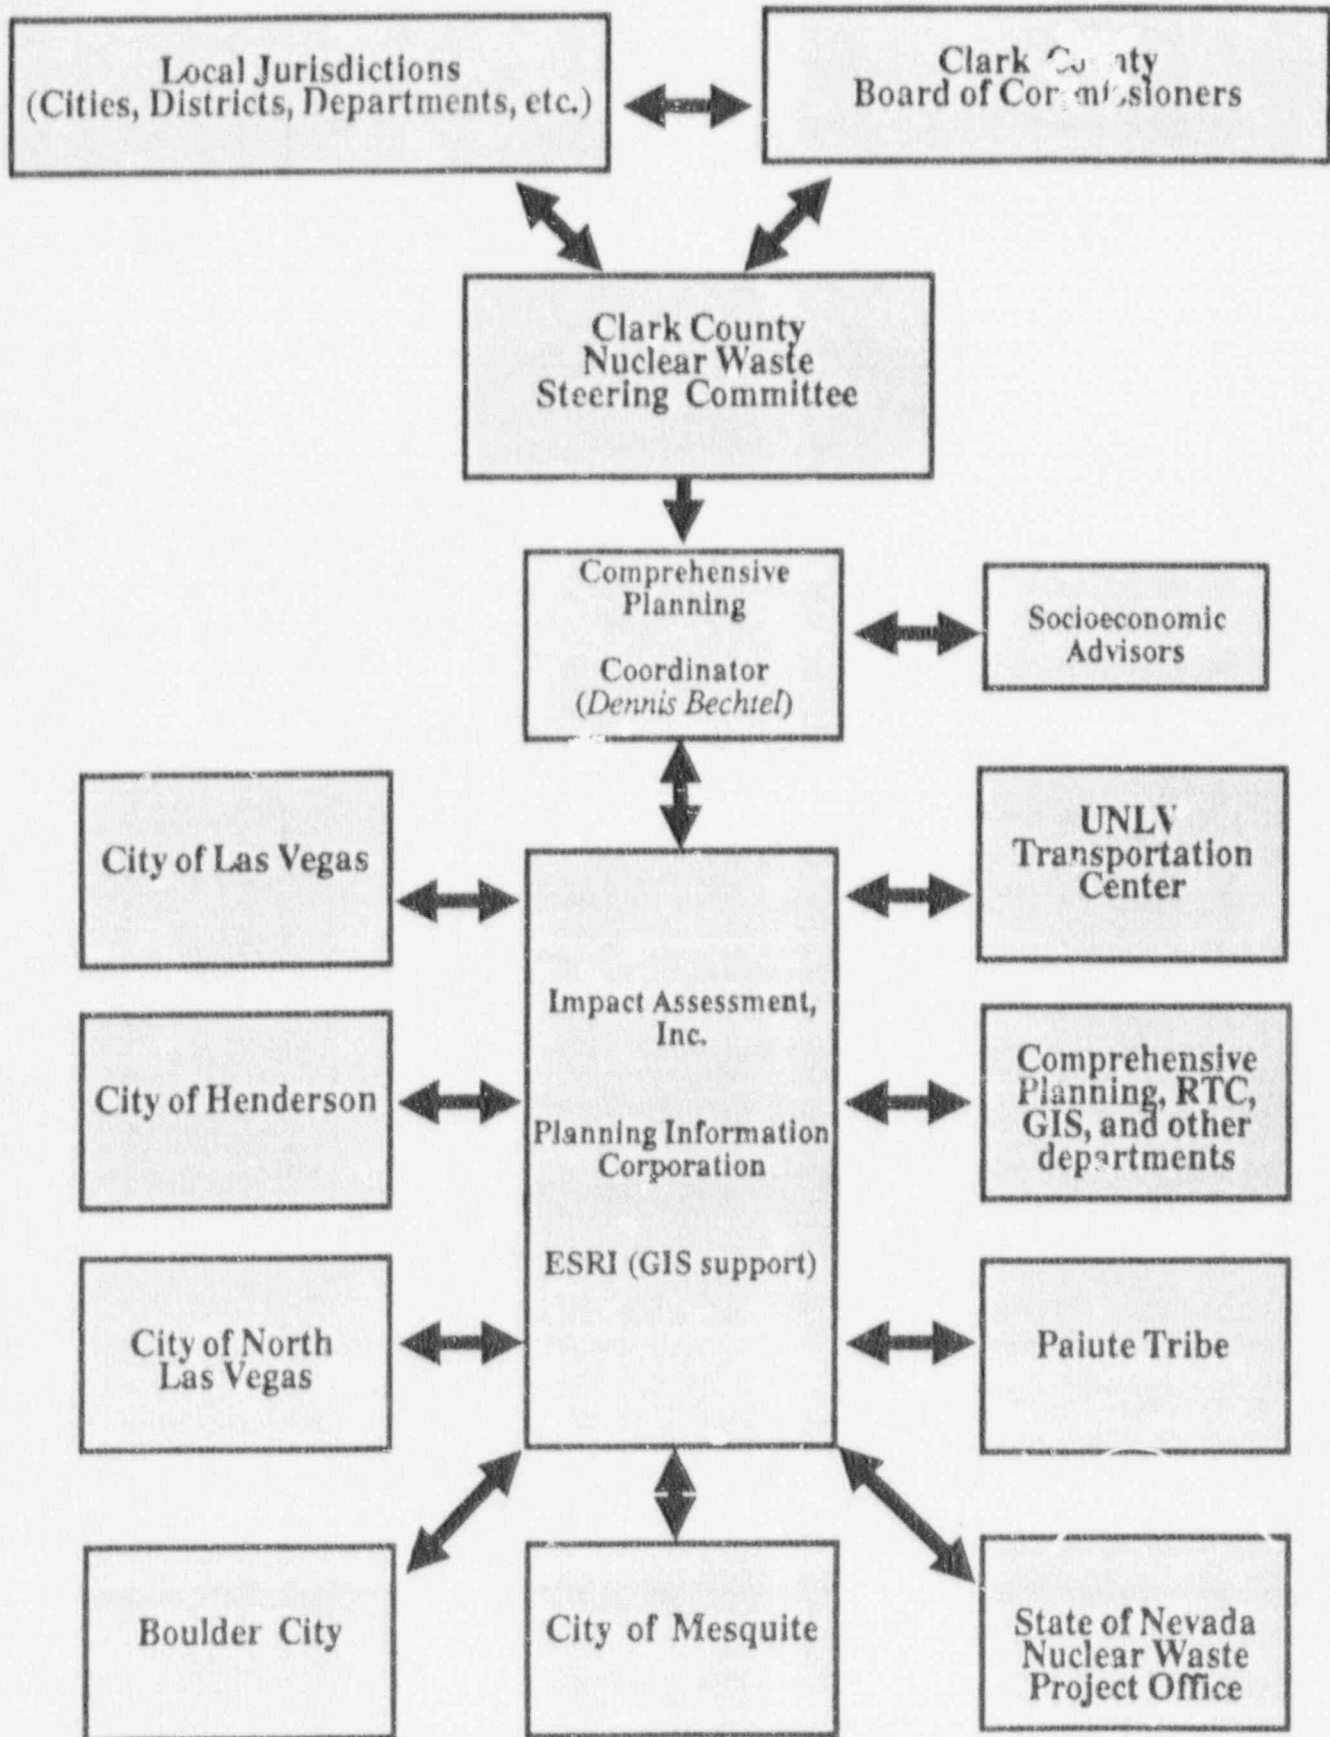 Local Jurisdictions
(Cities, Districts, Departments, etc.)
Clark County
Board of Commissioners
Clark County
Nuclear Waste
Steering Committee
Comprehensive
Planning
Coordinator
(Dennis Bechtel)
Socioeconomic
Advisors
City of Las Vegas
UNLV
Transportation
Center
Impact Assessment,
Inc.
Planning Information
Corporation
ESRI (GIS support)
City of Henderson
Comprehensive
Planning, RTC,
GIS, and other
departments
City of North
Las Vegas
Paiute Tribe
Boulder City
City of Mesquite
State of Nevada
Nuclear Waste
Project Office